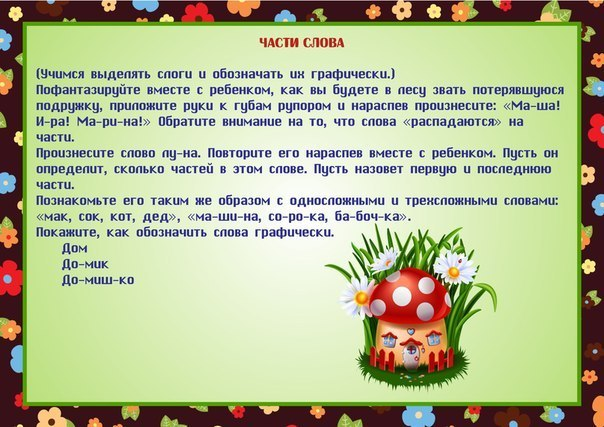 ЧАСТИ СЛОВА
(Учимся выделять слоги и обозначать их графически.)
Пофантазируйте вместе с ребенком, как вы будете в лесу звать потерявшуюся
подружку, приложите руки к губам рупором и нараспев произнесите: «Ма-ша!
И-ра! Ма-ри-на!» Обратите внимание на то, что слова «распадаются» на
части.
Произнесите слово лу-на. Повторите его нараспев вместе с ребенком. Пусть он
определит, сколько частей в этом слове. Пусть назовет первую и последнюю
части.
Познакомьте его таким же образом с односложными и трехсложными словами:
«мак, сок, кот, дед», «ма-ши-на, со-ро-ка, ба-боч-ка».
Покажите, как обозначить слова графически.
Дом
До-мик
До-миш-ко